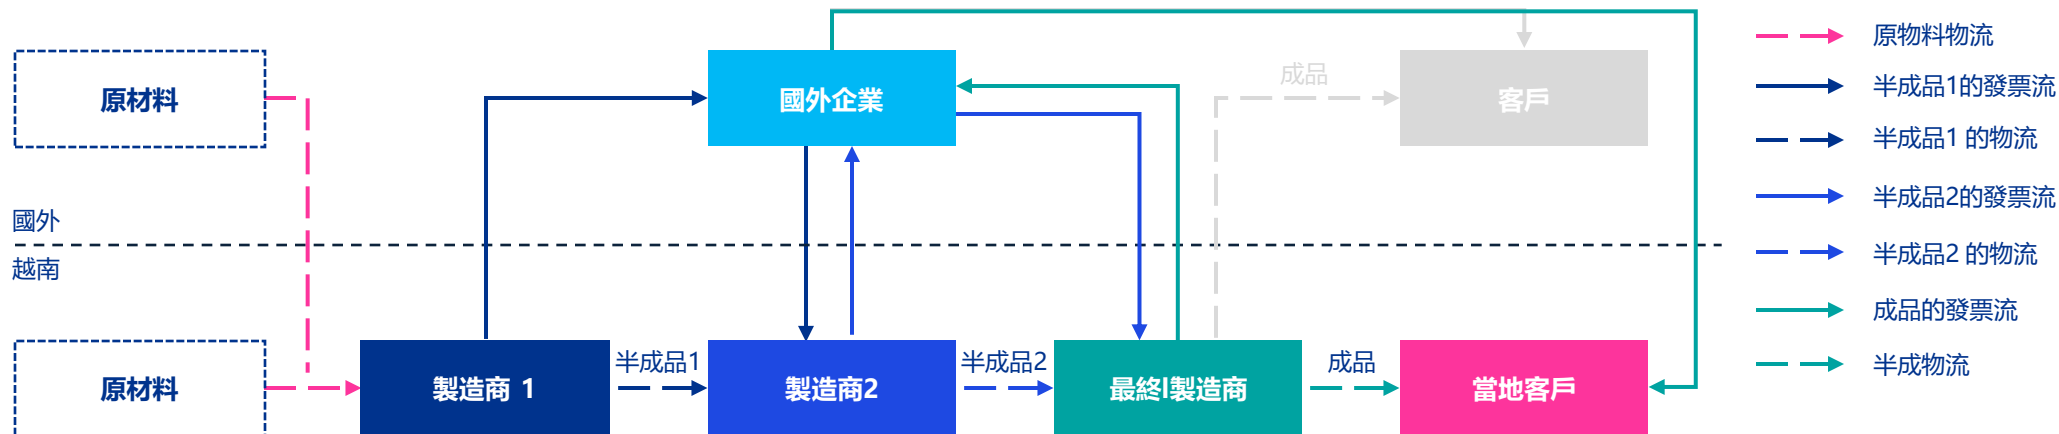 原材料
國外企業
成品
客戶
國外
越南
原材料
製造商 1
半成品1
製造商2
半成品2
最終l製造商
成品
當地客戶
原物料物流
半成品1的發票流
半成品1 的物流
半成品2的發票流
半成品2 的物流
成品的發票流
半成物流